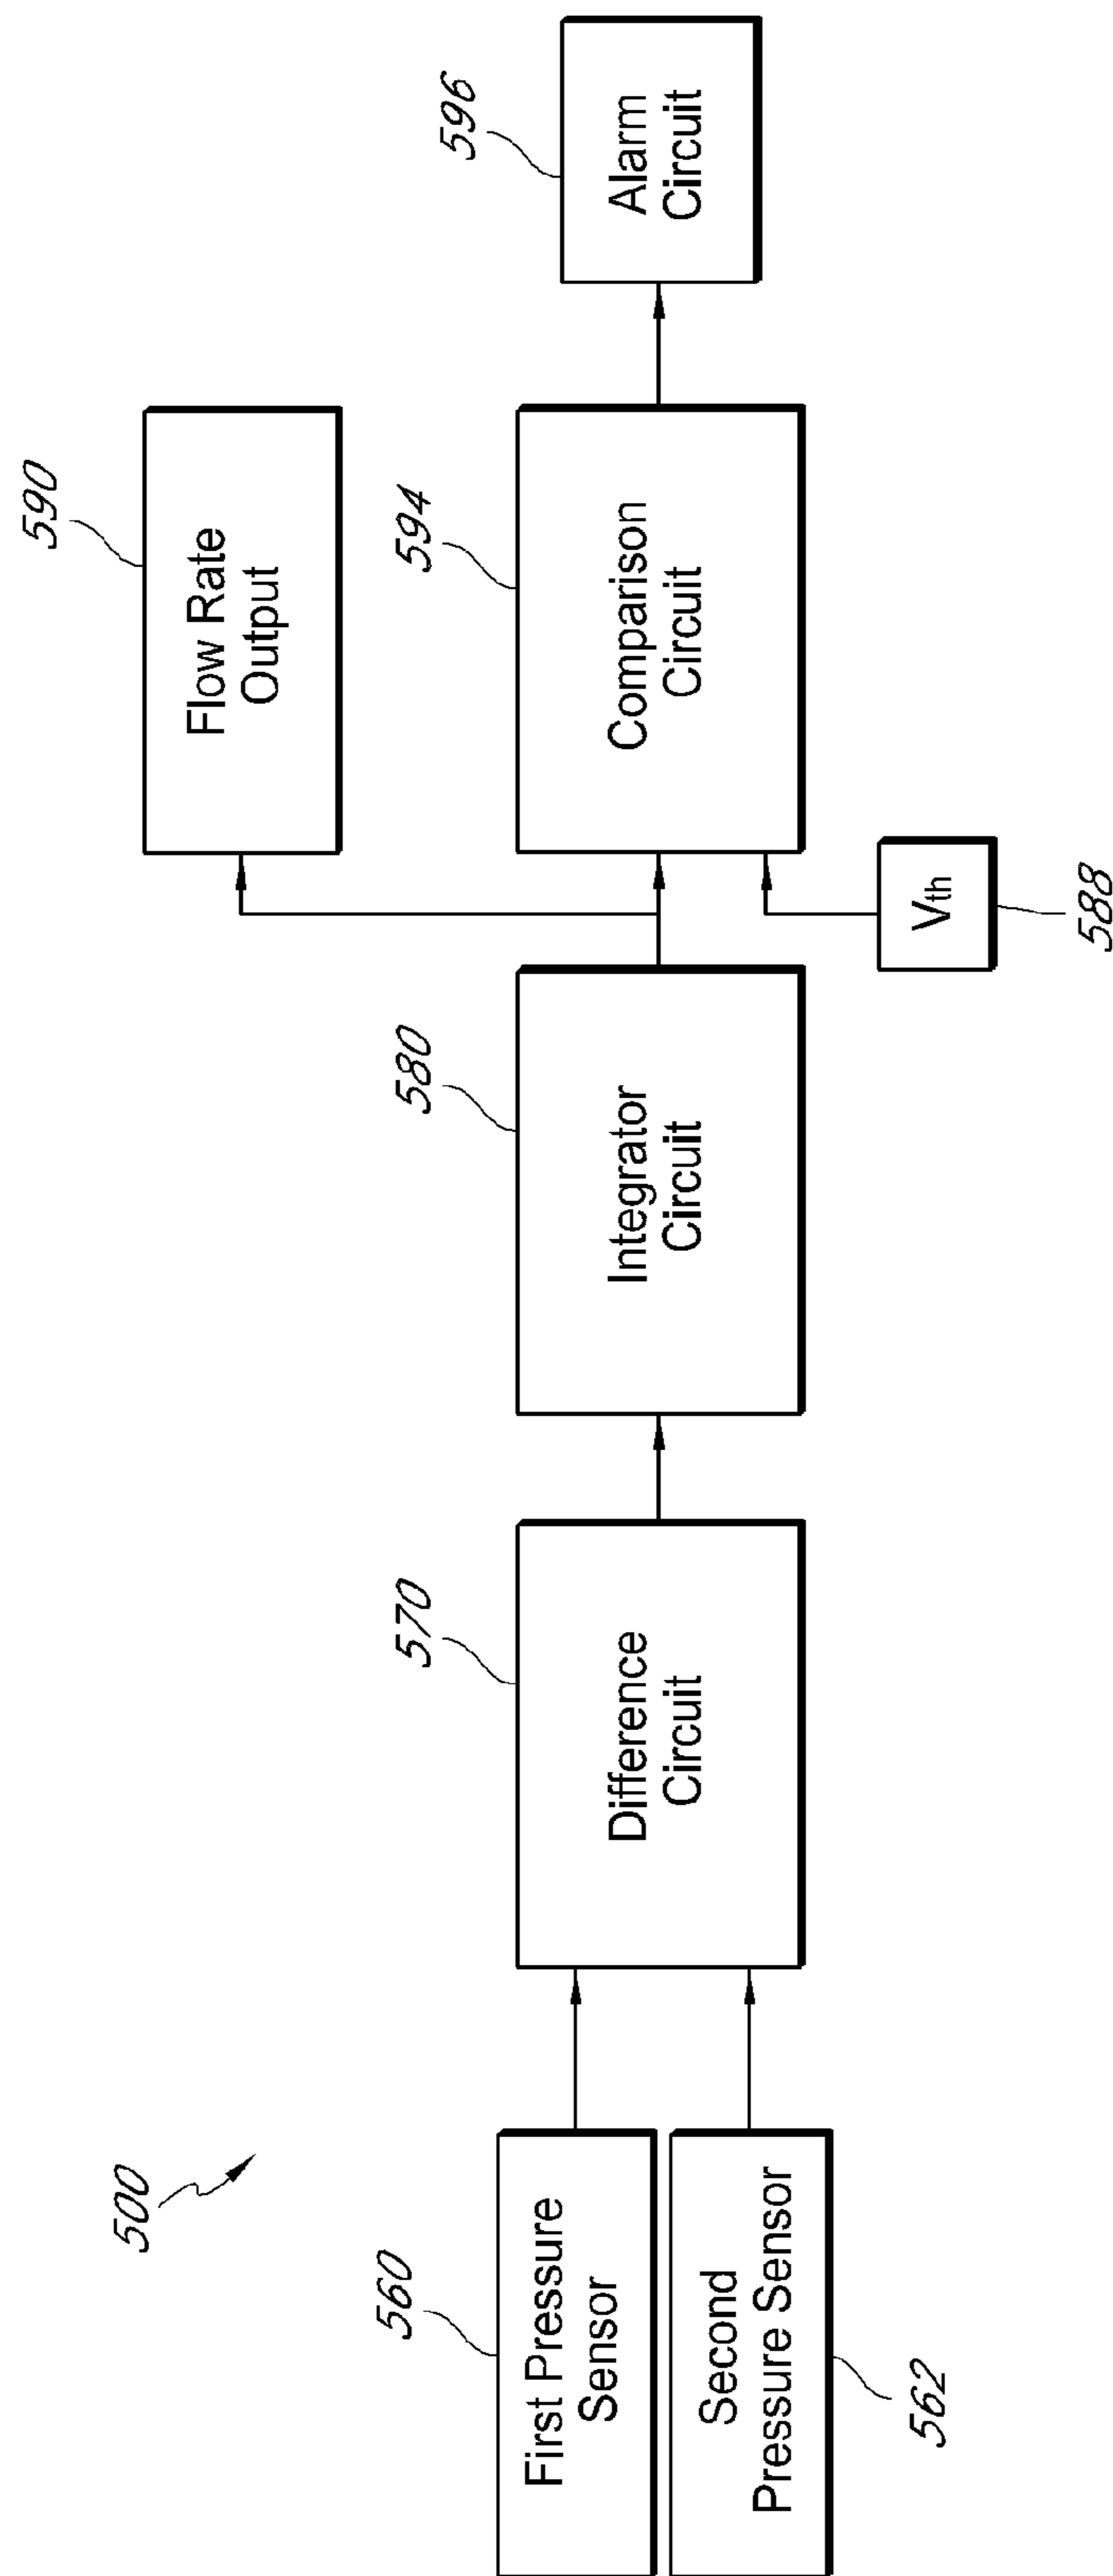 500
560
First Pressure
Sensor
Second
Pressure Sensor
562
570
Difference
Circuit
580
Integrator
Circuit
590
Flow Rate
Output
594
Comparison
Circuit
Vth
588
596
Alarm
Circuit